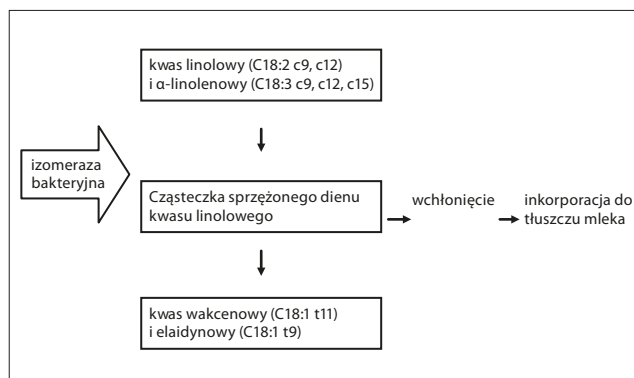 kwas linolowy (C18:2 c9, c12)
i α-linolenowy (C18:3 c9, c12, c15)
izomeraza
bakteryjna
Cząsteczka sprzężonego dienu
kwasu linolowego
wchłonięcie
inkorporacja do
tłuszczu mleka
kwas wakcenowy (C18:1 t11)
i elaidynowy (C18:1 t9)